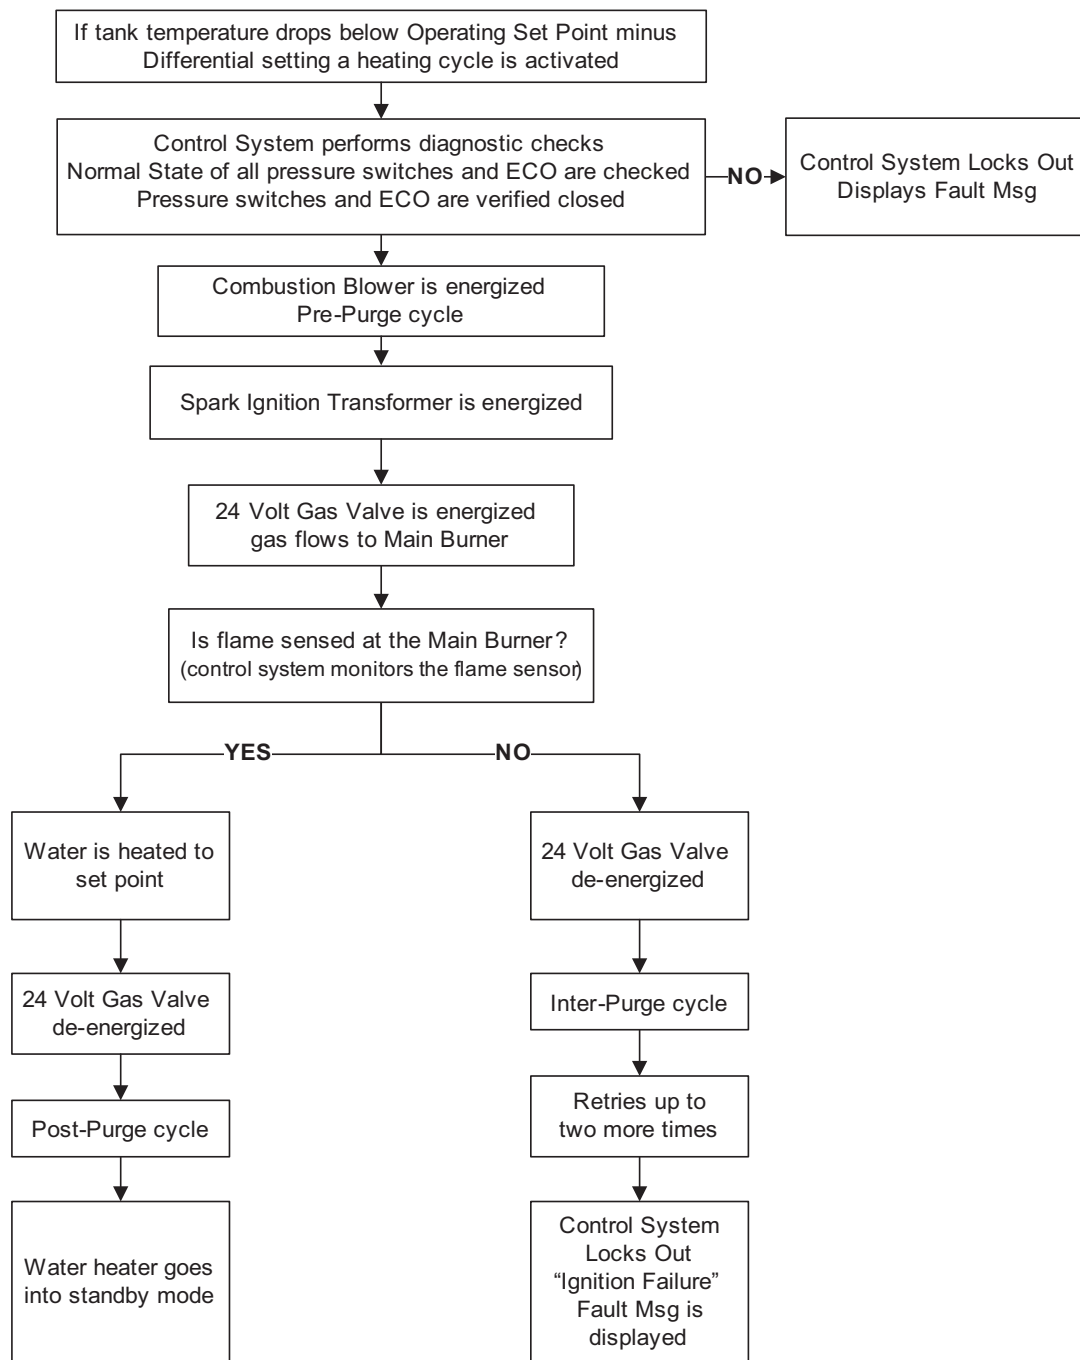 If tank temperature drops below Operating Set Point minus
Differential setting a heating cycle is activated
Control System performs diagnostic checks
Normal State of all pressure switches and ECO are checked
Pressure switches and ECO are verified closed
NO
Control System Locks Out
Displays Fault Msg
Combustion Blower is energized
Pre-Purge cycle
Spark Ignition Transformer is energized
24 Volt Gas Valve is energized
gas flows to Main Burner
Is flame sensed at the Main Burner?
(control system monitors the flame sensor)
YES
NO
Water is heated to
set point
24 Volt Gas Valve
de-energized
Post-Purge cycle
Water heater goes
into standby mode
24 Volt Gas Valve
de-energized
Inter-Purge cycle
Retries up to
two more times
Control System
Locks Out
“Ignition Failure”
Fault Msg is
displayed